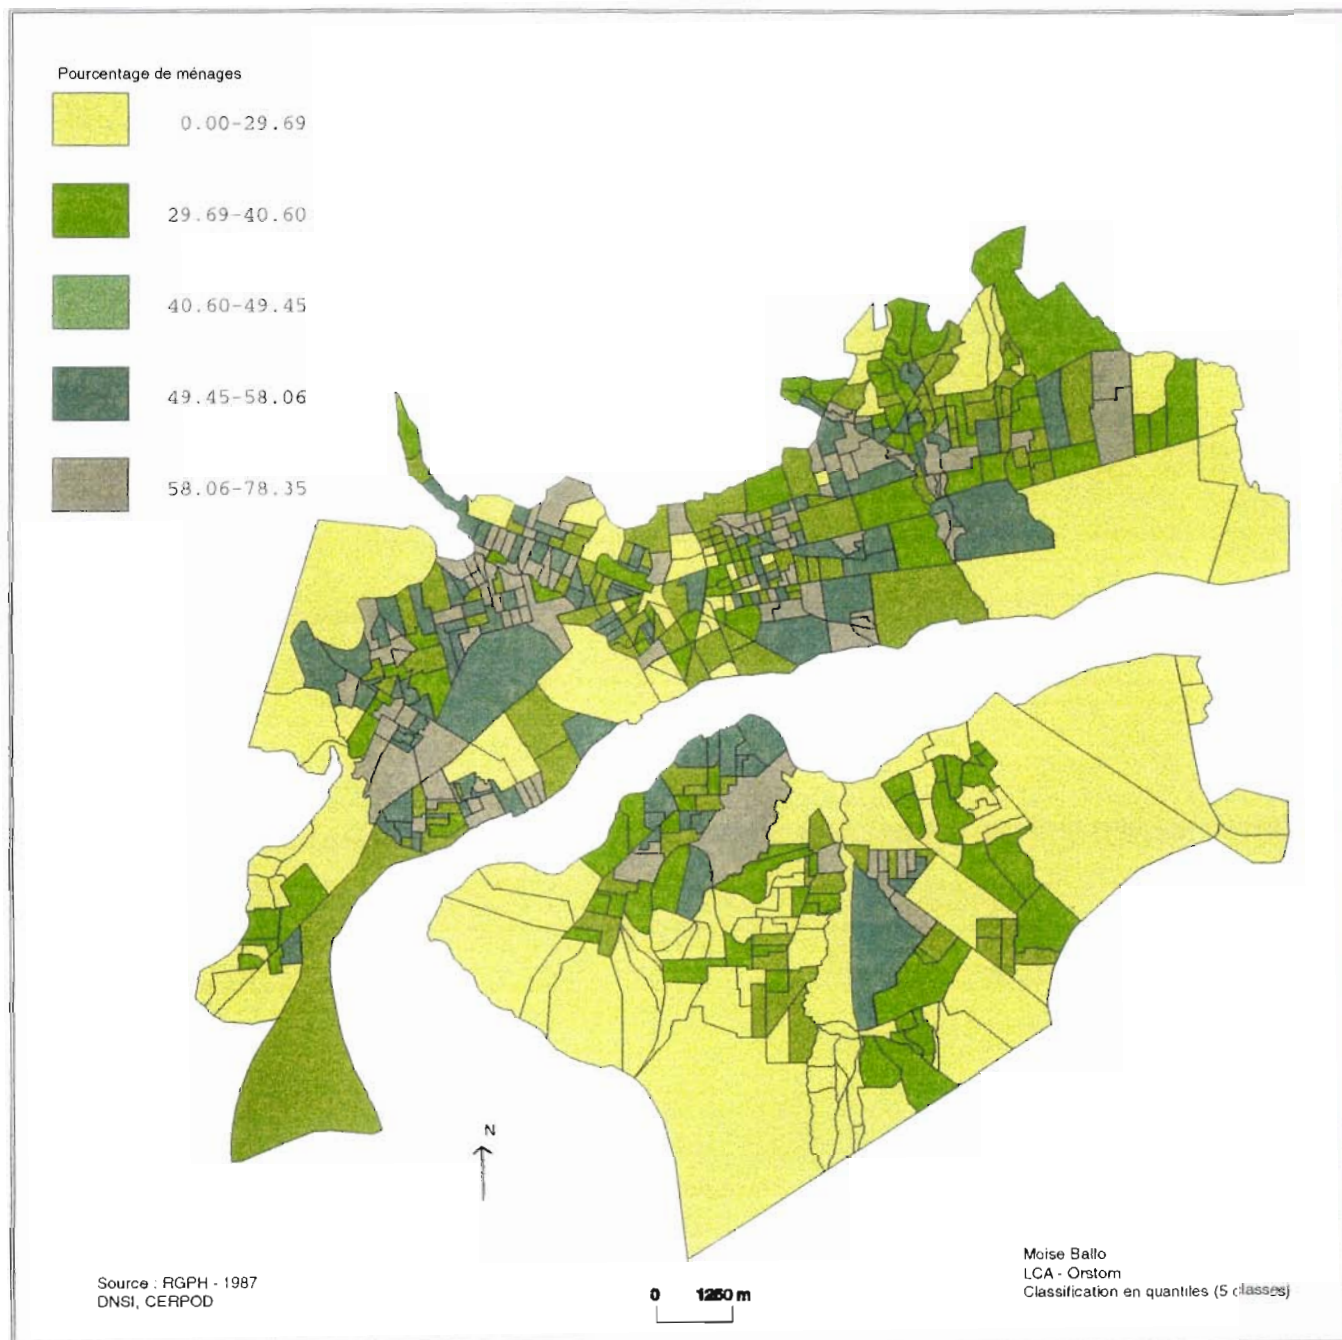 Pourcentage de ménages
0.00-29.69
29.69-40.60
40.60-49.45
49.45-58.06
58.06-78.35
N
Source : RGPH - 1987
DNSI, CERPOD
0 1250 m
Moise Ballo
LCA - Orstom
Classification en quantiles (5 classes)